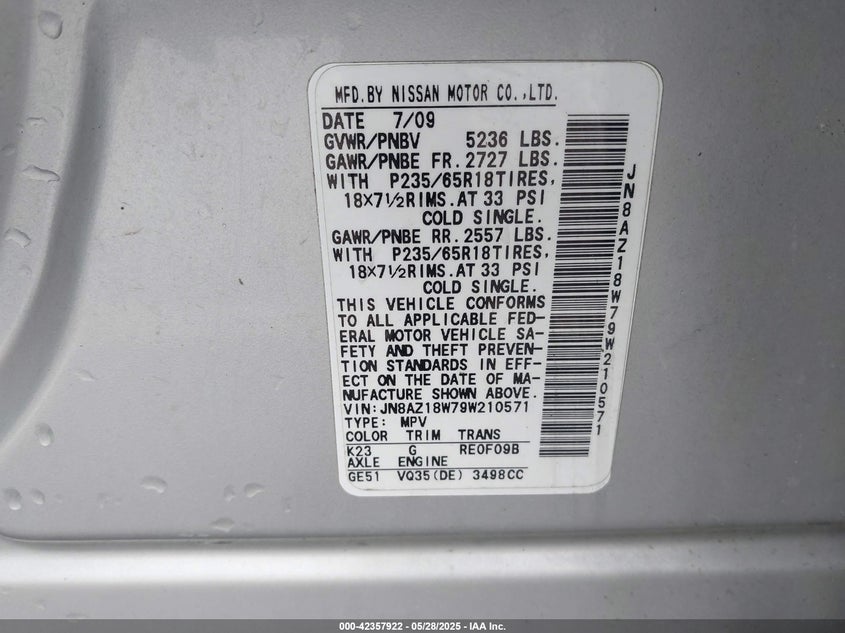 MFD.BY NISSAN MOTOR CO.,LTD.
DATE 7/09
GVWR/PNBV 5236 LBS.
GAWR/PNBE FR.2727 LBS.
WITH P235/65R18TIRES,
18×7½RIMS.AT 33 PSI
COLD SINGLE.
GAWR/PNBE RR.2557 LBS.
WITH P235/65R18TIRES,
18×7½RIMS.AT 33 PSI
COLD SINGLE.
THIS VEHICLE CONFORMS
TO ALL APPLICABLE FED-
ERAL MOTOR VEHICLE SA-
FETY AND THEFT PREVEN-
TION STANDARDS IN EFF-
ECT ON THE DATE OF MA-
NUFACTURE SHOWN ABOVE.
VIN:JN8AZ18W79W210571
TYPE: MPV
COLOR TRIM TRANS
K23 G RE0F09B
AXLE ENGINE
GE51 VQ35(DE) 3498CC
JN8AZ18W79W210571
000-42357922 — 05/28/2025 — IAA Inc.